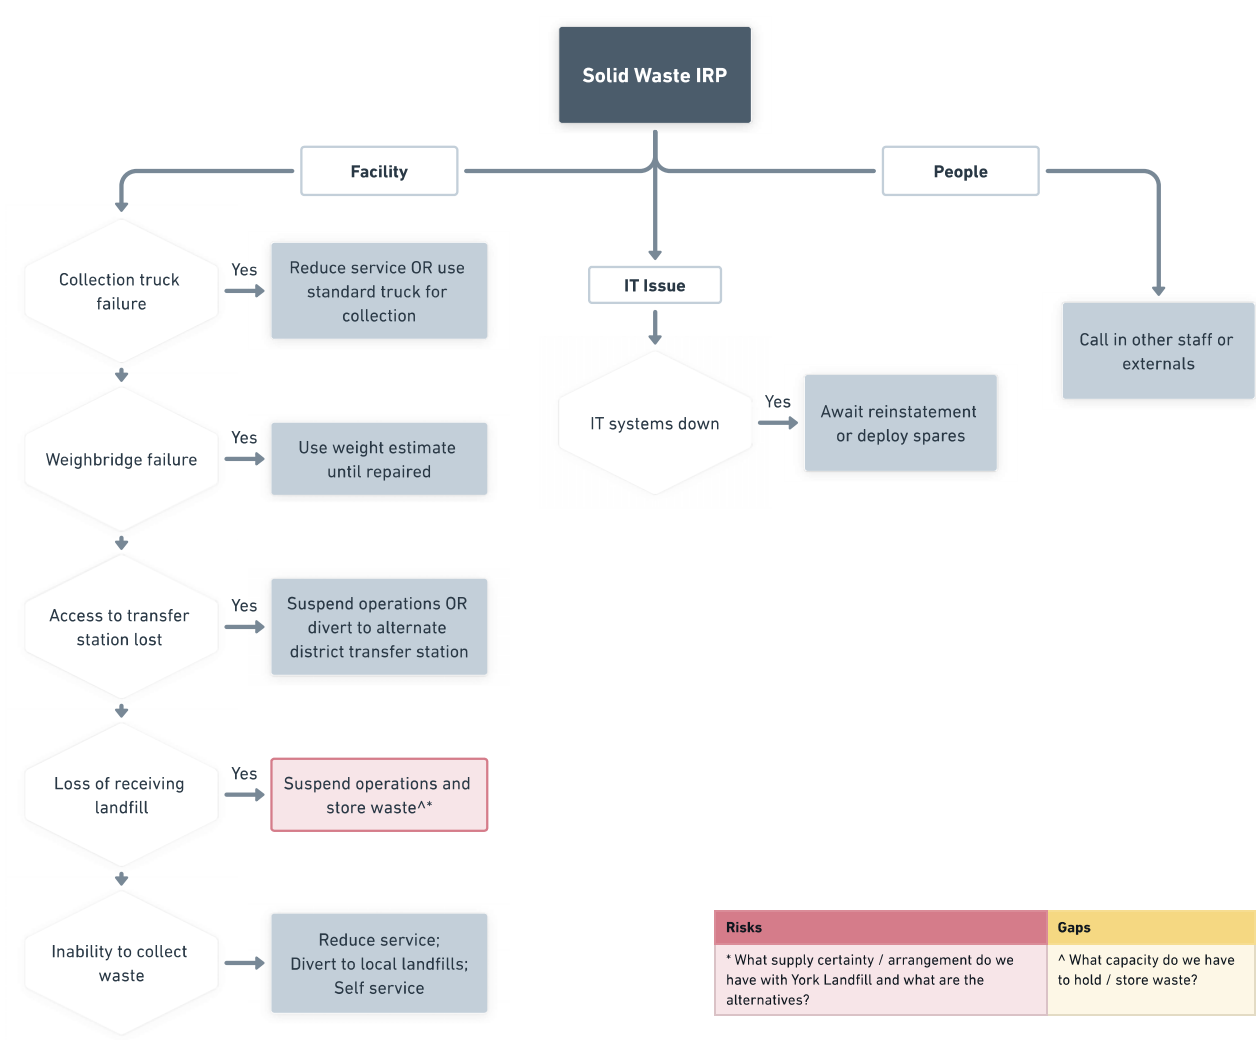 Solid Waste IRP
Facility
People
Collection truck
failure
Yes
Reduce service OR use
standard truck for
collection
IT Issue
Call in other staff or
externals
IT systems down
Yes
Await reinstatement
or deploy spares
Weighbridge failure
Yes
Use weight estimate
until repaired
Access to transfer
station lost
Yes
Suspend operations OR
divert to alternate
district transfer station
Loss of receiving
landfill
Yes
Suspend operations and
store waste^*
Inability to collect
waste
Reduce service;
Divert to local landfills;
Self service
Risks
* What supply certainty / arrangement do we
have with York Landfill and what are the
alternatives?
Gaps
^ What capacity do we have
to hold / store waste?